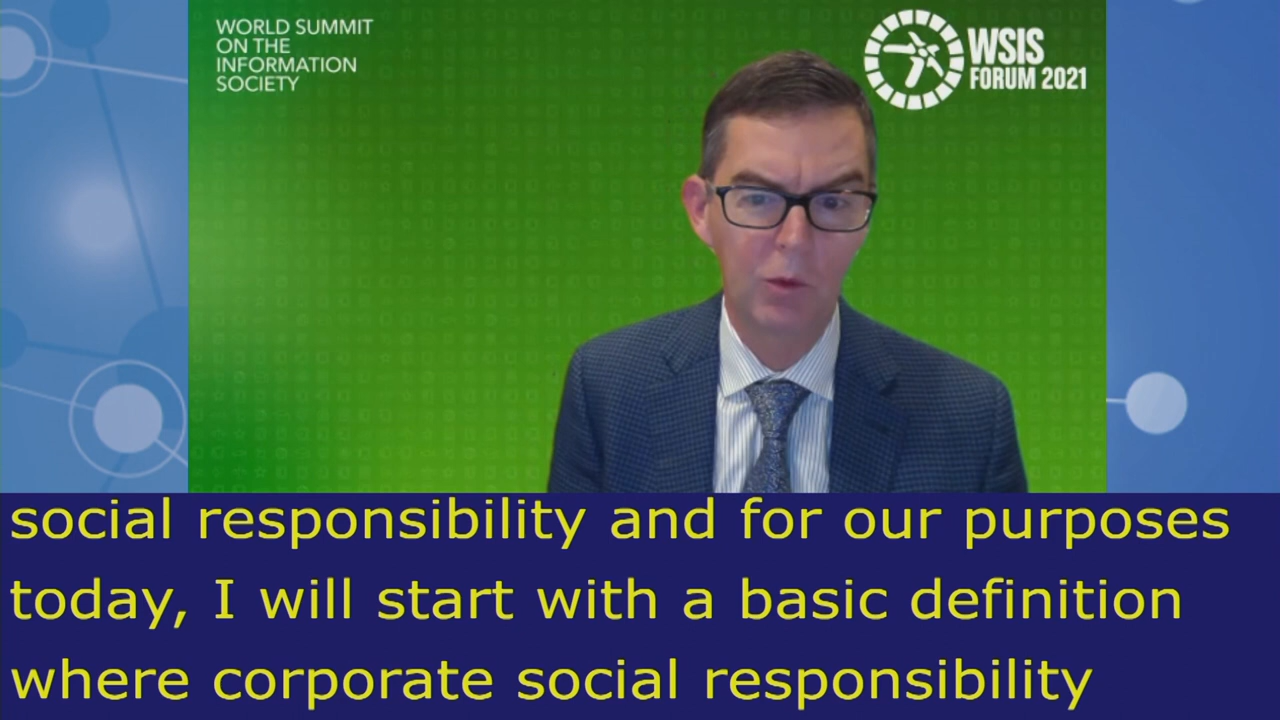 WORLD SUMMIT
ON THE
INFORMATION
SOCIETY
WSIS
FORUM 2021
social responsibility and for our purposes
today, I will start with a basic definition
where corporate social responsibility